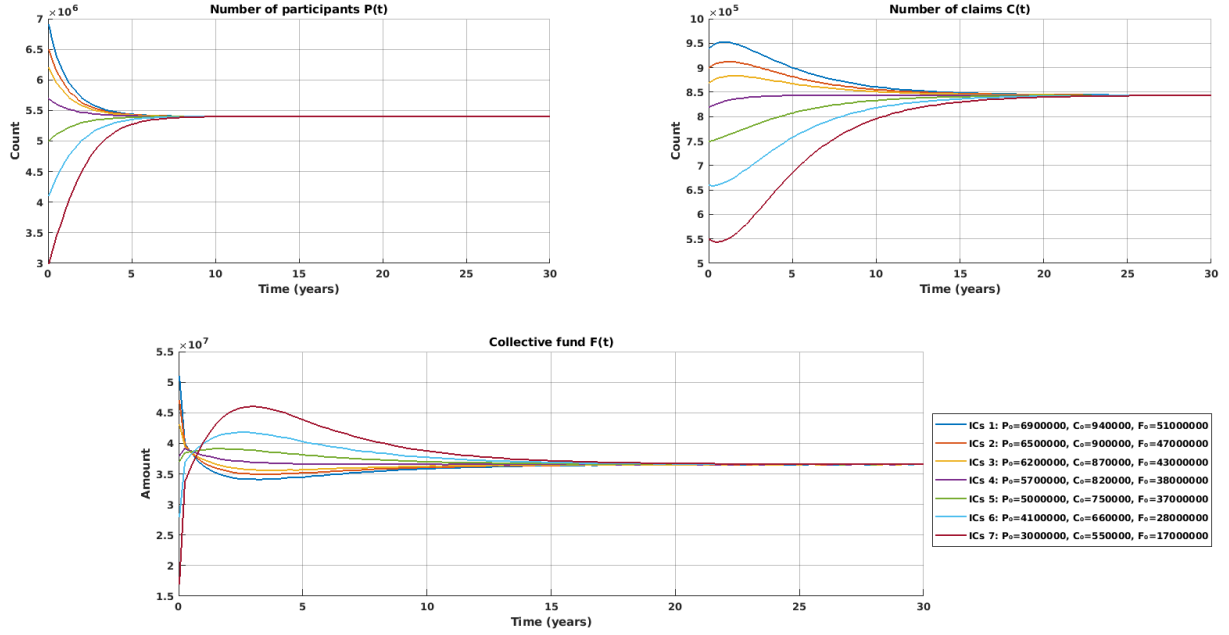 Number of participants P(t)
×10⁶
7
6.5
6
5.5
5
4.5
4
3.5
3
Count
0 5 10 15 20 25 30
Time (years)
Number of claims C(t)
×10⁵
10
9.5
9
8.5
8
7.5
7
6.5
6
5.5
5
Count
0 5 10 15 20 25 30
Time (years)
Collective fund F(t)
×10⁷
5.5
5
4.5
4
3.5
3
2.5
2
1.5
Amount
0 5 10 15 20 25 30
Time (years)
ICs 1: P₀=6900000, C₀=940000, F₀=51000000
ICs 2: P₀=6500000, C₀=900000, F₀=47000000
ICs 3: P₀=6200000, C₀=870000, F₀=43000000
ICs 4: P₀=5700000, C₀=820000, F₀=38000000
ICs 5: P₀=5000000, C₀=750000, F₀=37000000
ICs 6: P₀=4100000, C₀=660000, F₀=28000000
ICs 7: P₀=3000000, C₀=550000, F₀=17000000